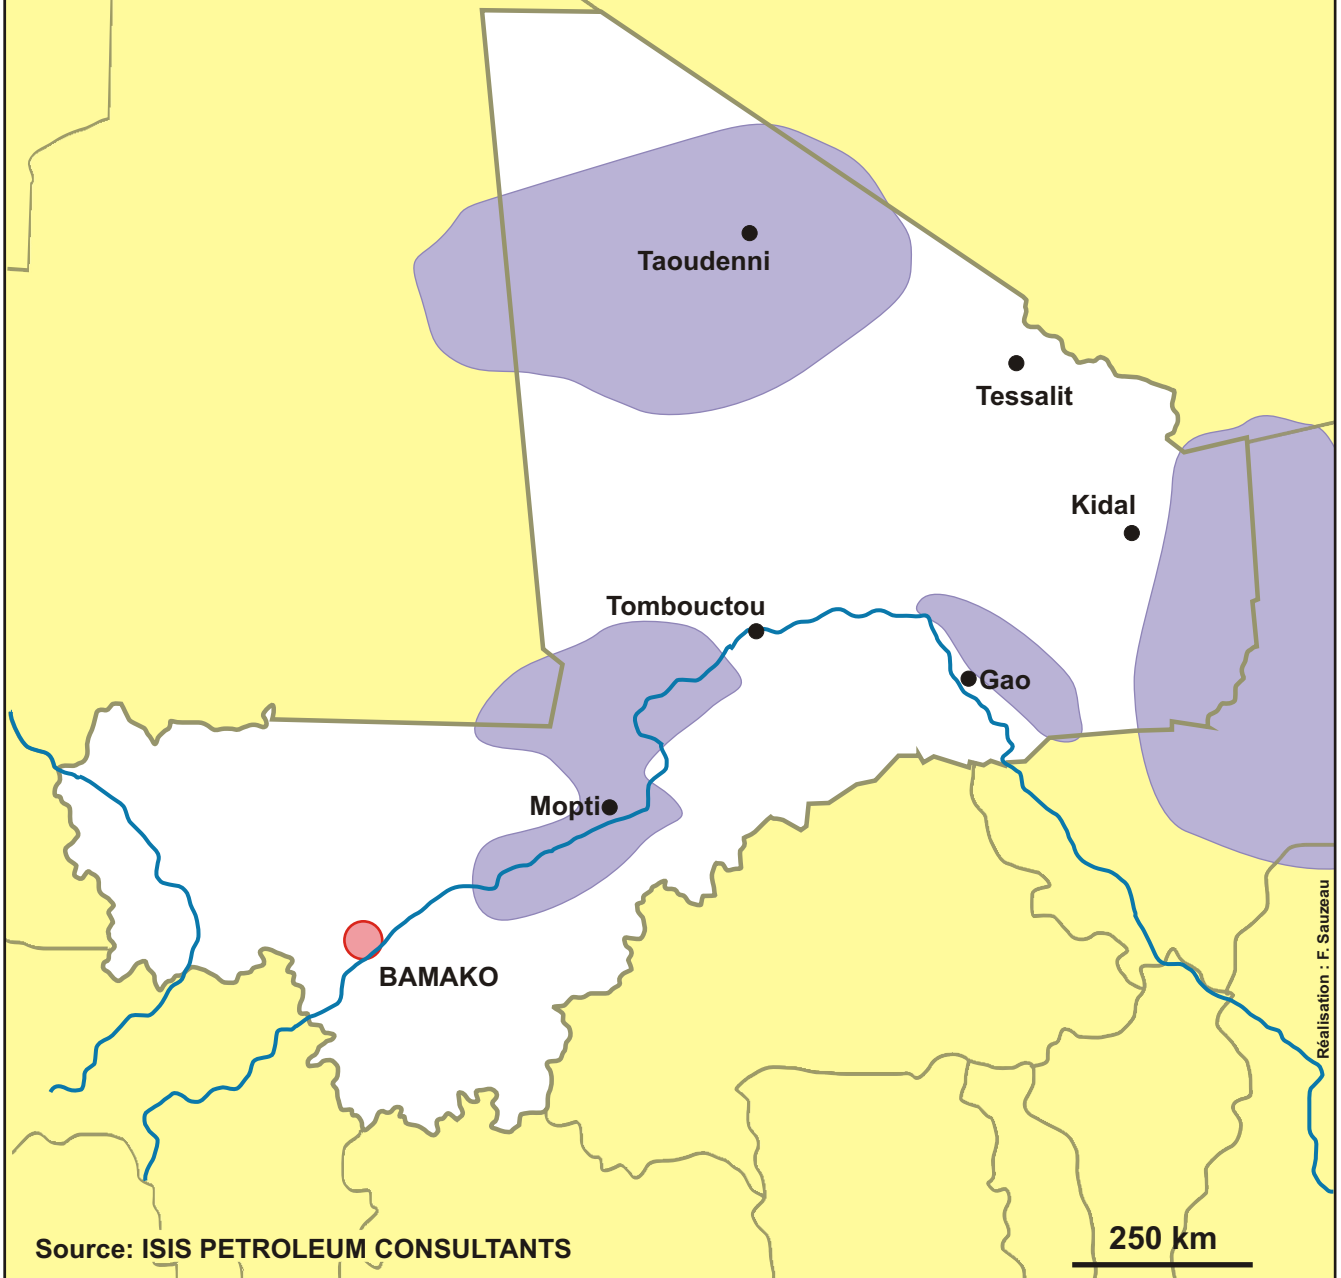 Taoudenni
Tessalit
Kidal
Tombouctou
Gao
Mopti
BAMAKO
Réalisation : F. Sauzeau
250 km
Source: ISIS PETROLEUM CONSULTANTS